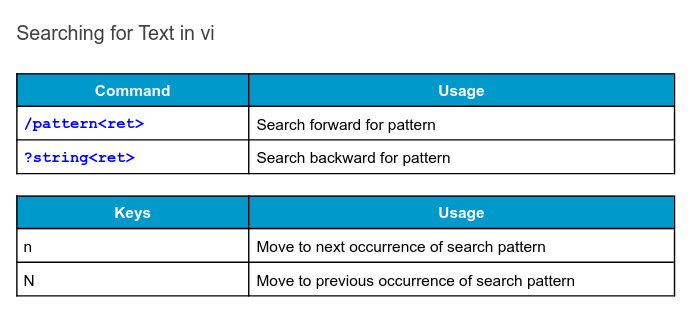 Searching for Text in vi
Command Usage
/pattern<ret> Search forward for pattern
?string<ret> Search backward for pattern
Keys Usage
n Move to next occurrence of search pattern
N Move to previous occurrence of search pattern